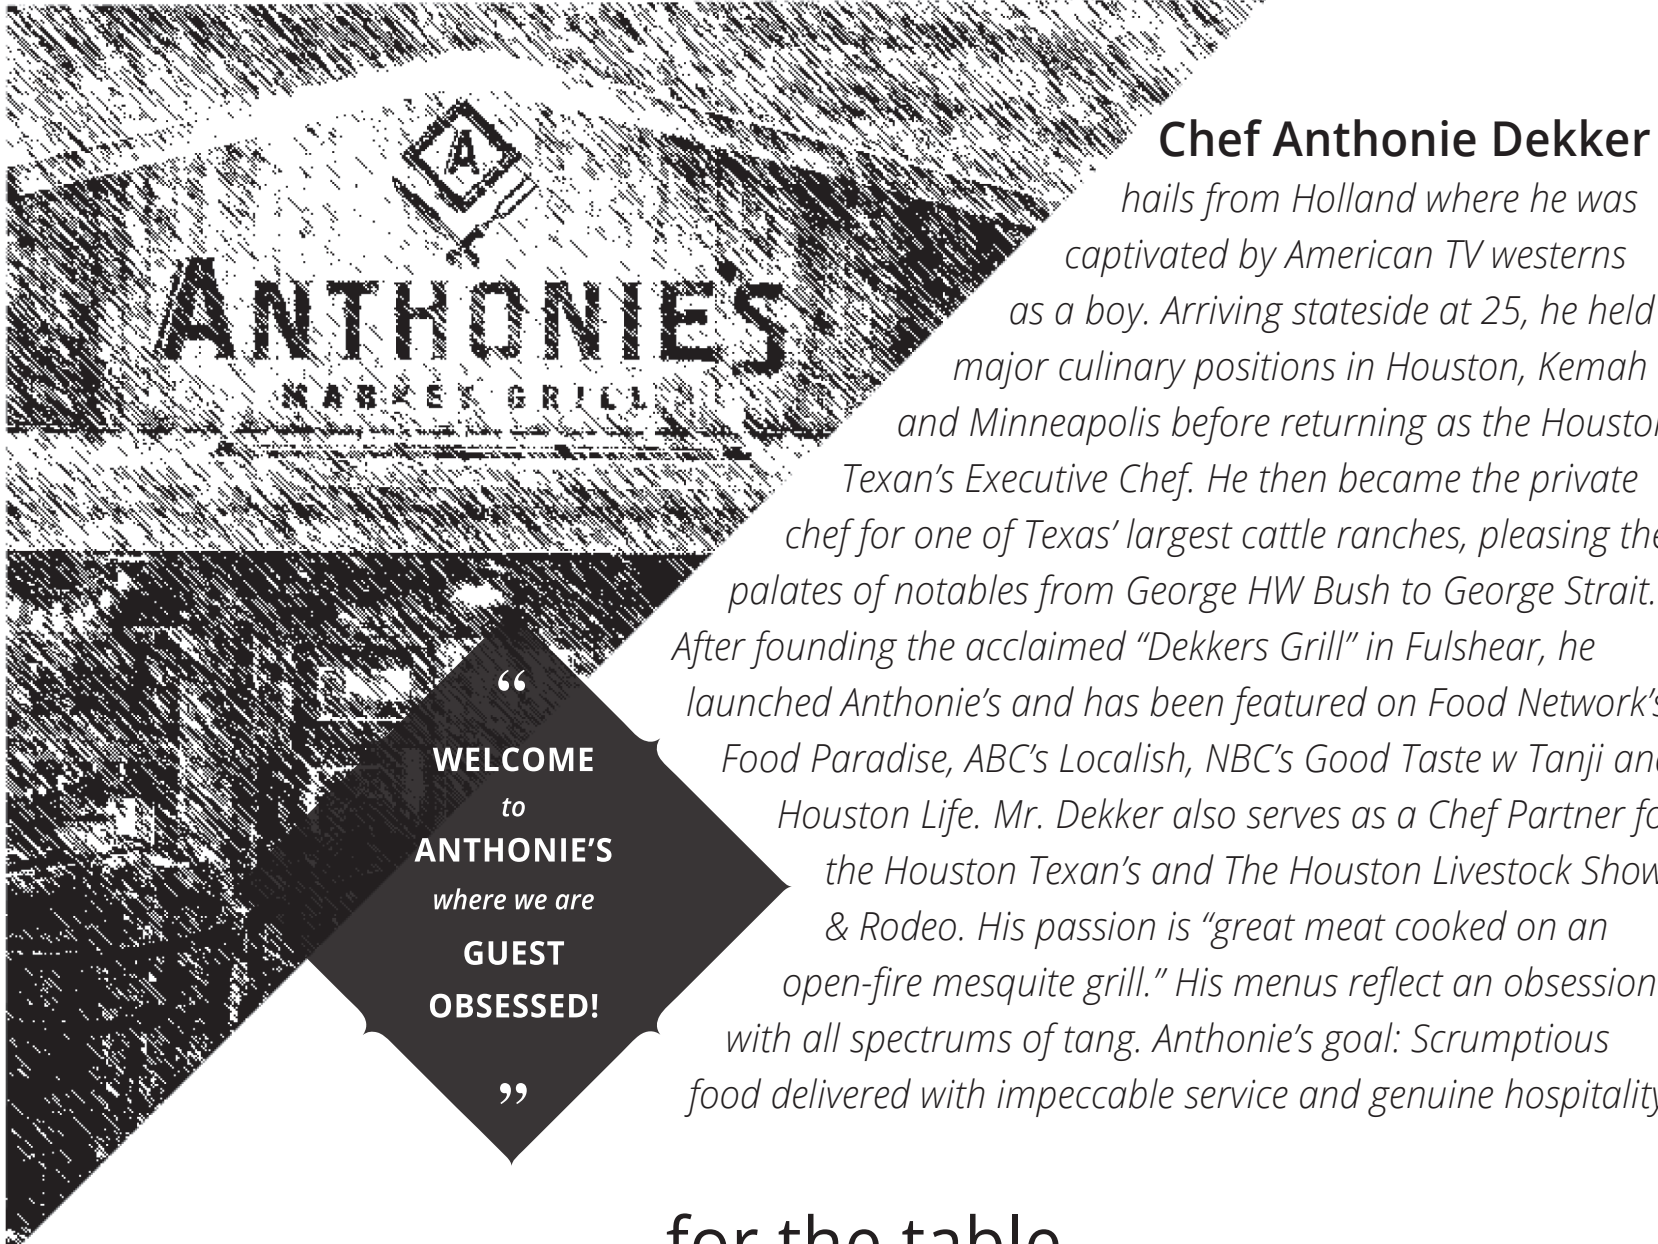 A
ANTHONIE'S
MARKET GRILL
Chef Anthonie Dekker
hails from Holland where he was
captivated by American TV westerns
as a boy. Arriving stateside at 25, he held
major culinary positions in Houston, Kemah
and Minneapolis before returning as the Housto
Texan’s Executive Chef. He then became the private
chef for one of Texas’ largest cattle ranches, pleasing the
palates of notables from George HW Bush to George Strait.
After founding the acclaimed “Dekkers Grill” in Fulshear, he
launched Anthonie’s and has been featured on Food Network’s
Food Paradise, ABC’s Localish, NBC’s Good Taste w Tanji an
Houston Life. Mr. Dekker also serves as a Chef Partner fo
the Houston Texan’s and The Houston Livestock Show
& Rodeo. His passion is “great meat cooked on an
open-fire mesquite grill.” His menus reflect an obsession
with all spectrums of tang. Anthonie’s goal: Scrumptious
food delivered with impeccable service and genuine hospitality
“
WELCOME
to
ANTHONIE’S
where we are
GUEST
OBSESSED!
”
for the table